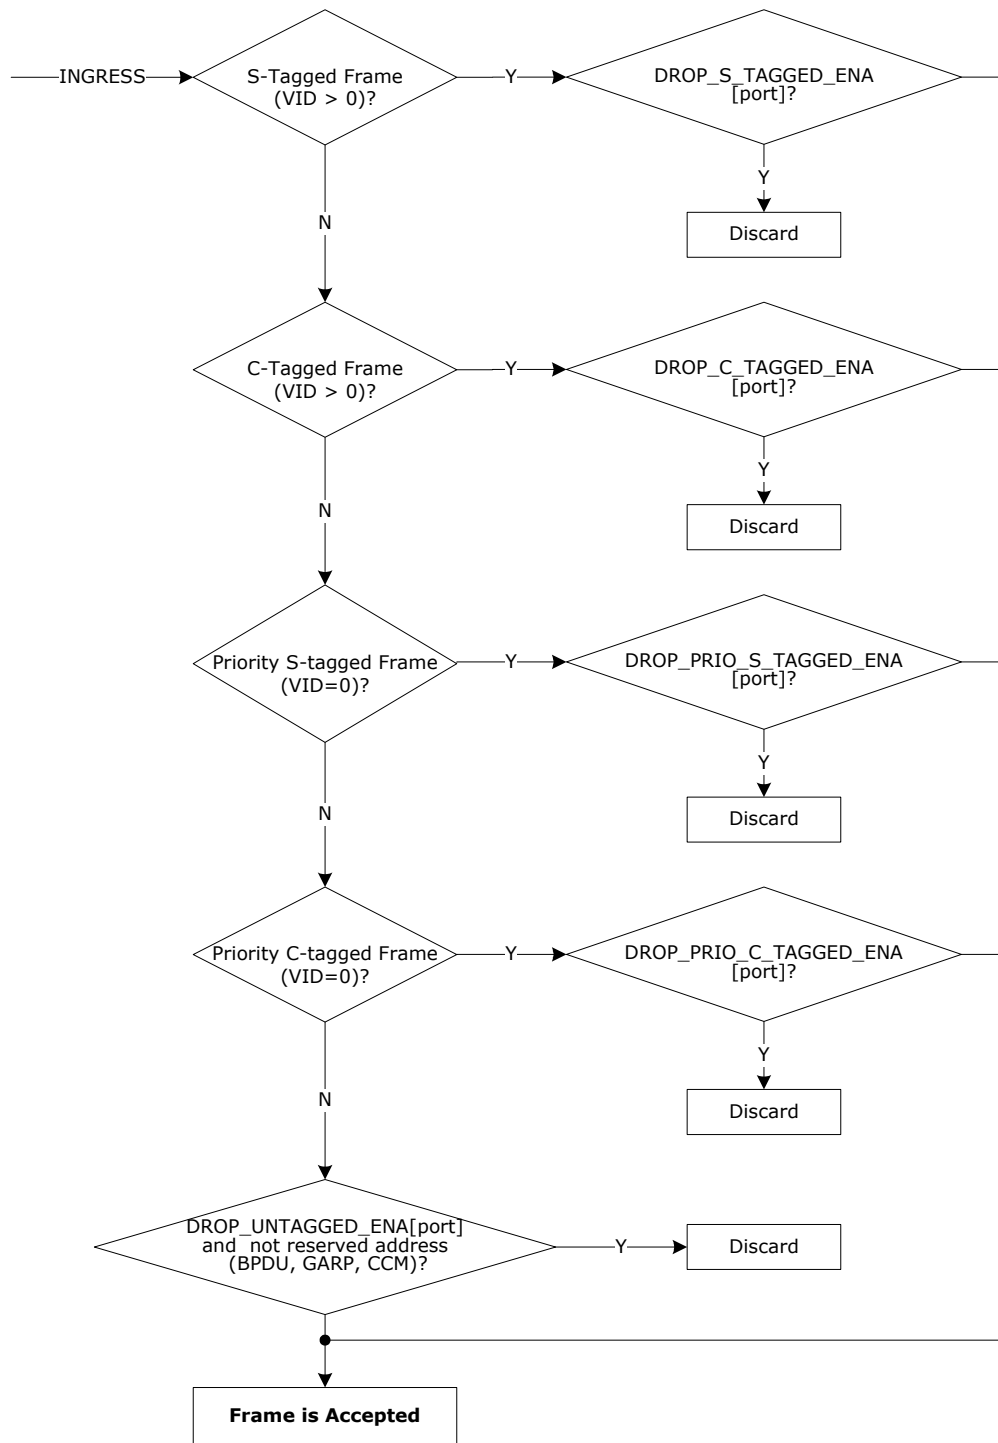 INGRESS
S-Tagged Frame
(VID > 0)?
Y
DROP_S_TAGGED_ENA
[port]?
Y
Discard
N
C-Tagged Frame
(VID > 0)?
Y
DROP_C_TAGGED_ENA
[port]?
Y
Discard
N
Priority S-tagged Frame
(VID=0)?
Y
DROP_PRIO_S_TAGGED_ENA
[port]?
Y
Discard
N
Priority C-tagged Frame
(VID=0)?
Y
DROP_PRIO_C_TAGGED_ENA
[port]?
Y
Discard
N
DROP_UNTAGGED_ENA[port]
and not reserved address
(BPDU, GARP, CCM)?
Y
Discard
Frame is Accepted